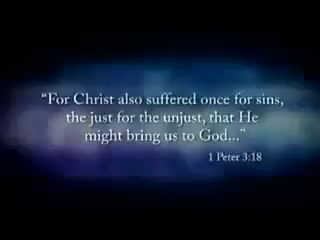 “For Christ also suffered once for sins,
the just for the unjust, that He
might bring us to God...”
1 Peter 3:18